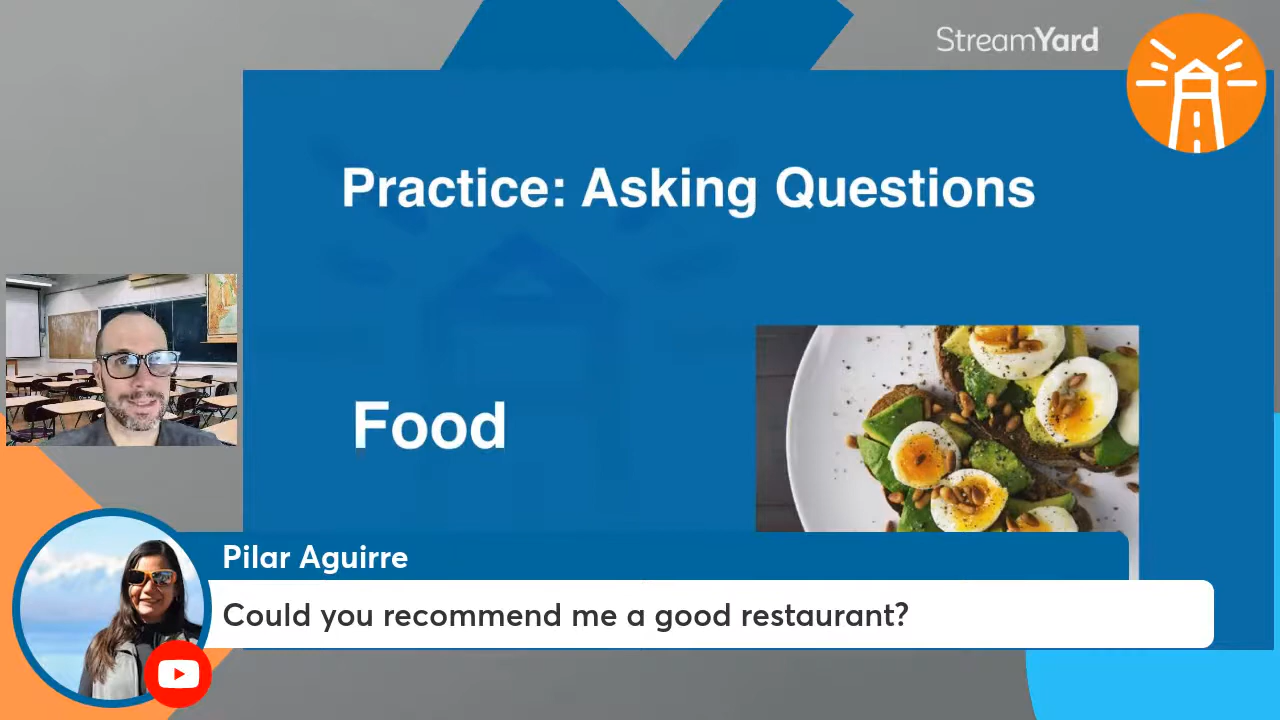 StreamYard
Practice: Asking Questions
Food
Pilar Aguirre
Could you recommend me a good restaurant?